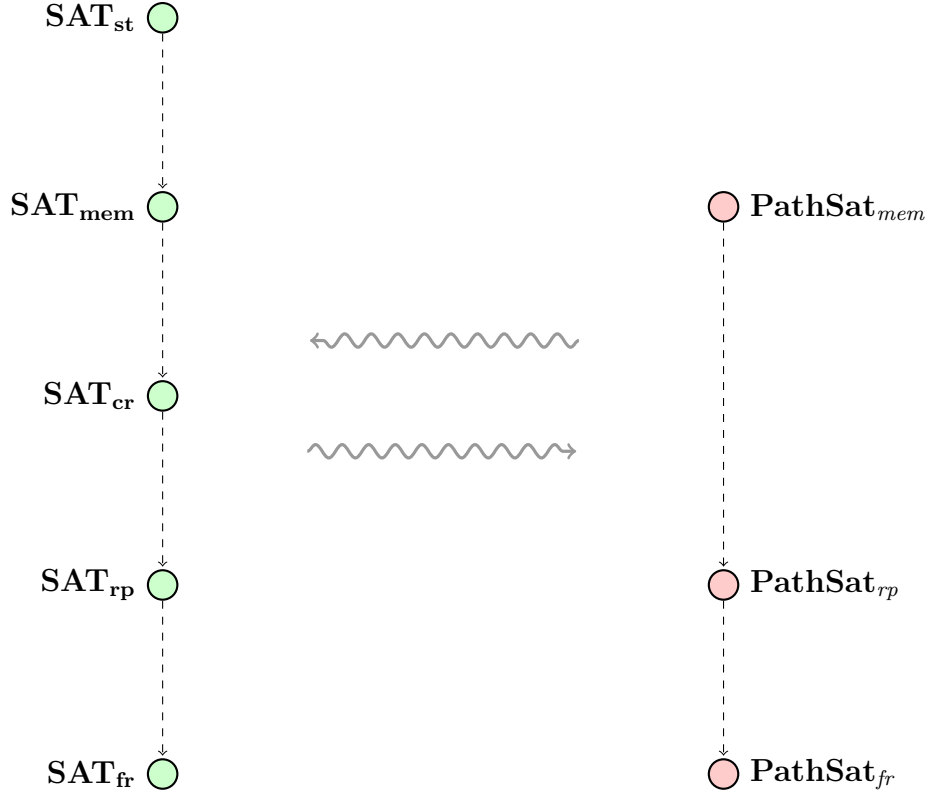 SAT_st
SAT_mem
PathSat_mem
SAT_cr
SAT_rp
PathSat_rp
SAT_fr
PathSat_fr